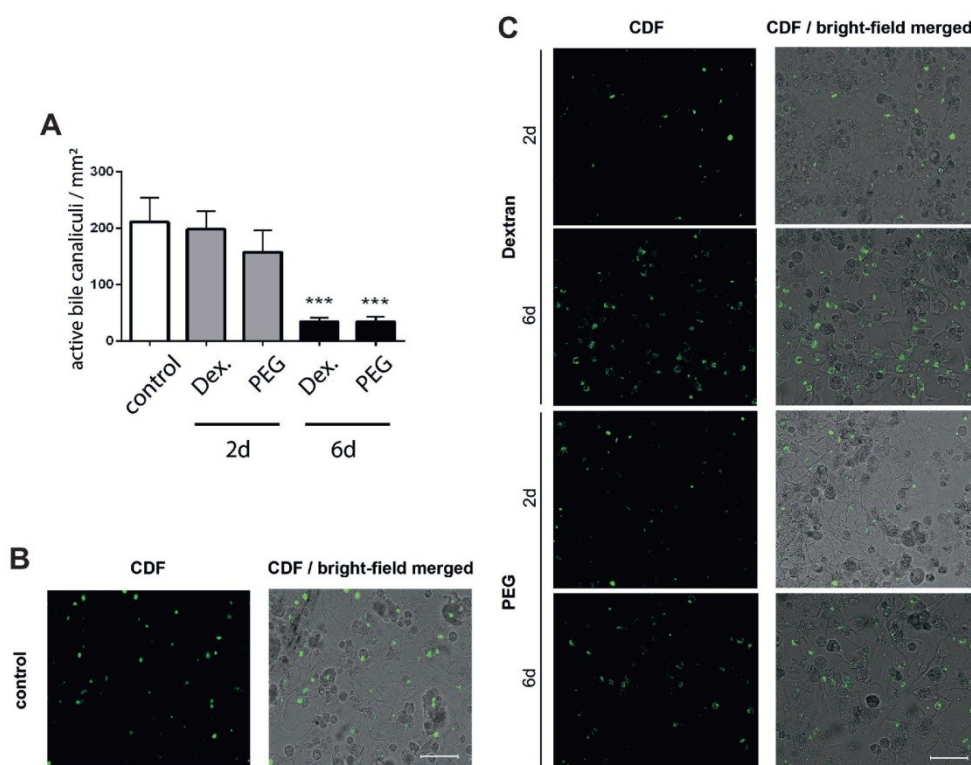 A
active bile canaliculi / mm²
300
200
100
0
*** ***
control Dex. PEG Dex. PEG
2d 6d
B
CDF CDF / bright-field merged
control
C
CDF CDF / bright-field merged
Dextran
2d
6d
PEG
2d
6d